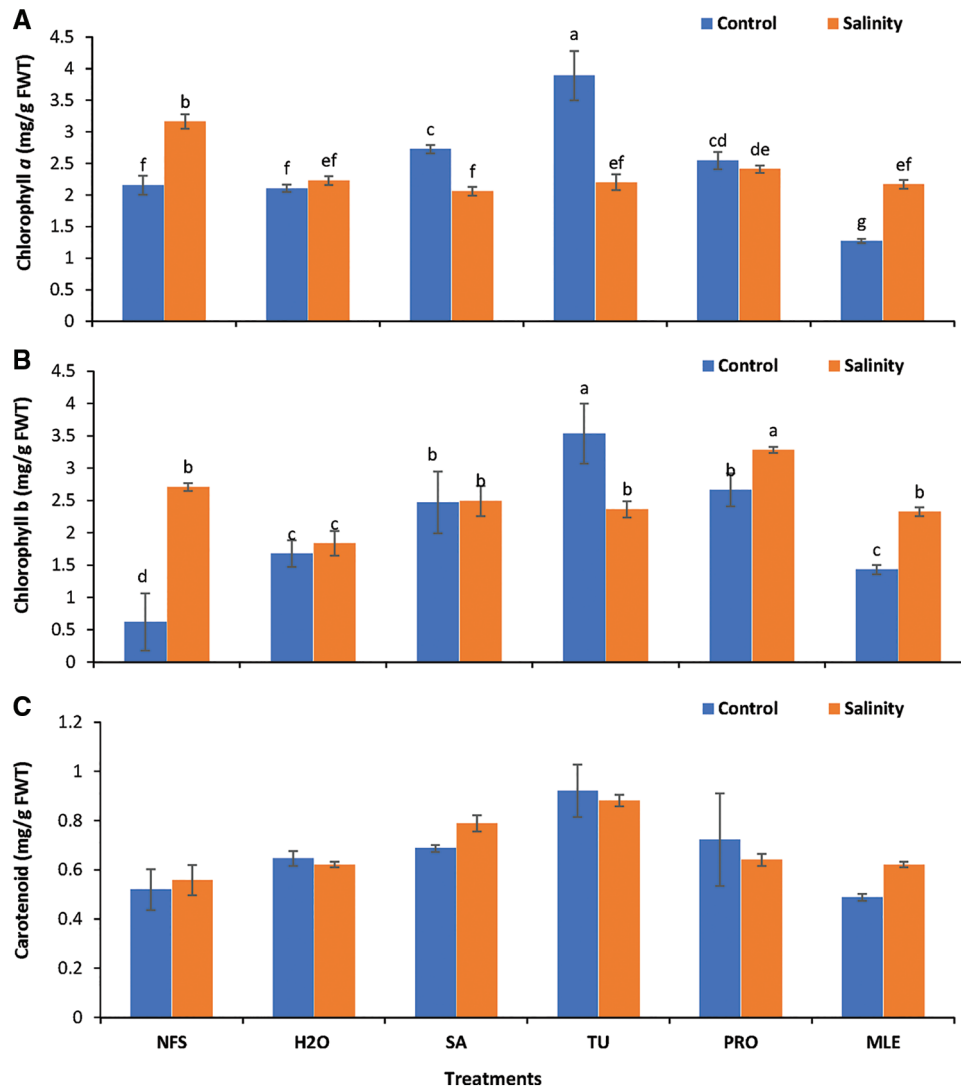 A
Control Salinity
Chlorophyll a (mg/g FWT)
4.5
4
3.5
3
2.5
2
1.5
1
0.5
0
f b f ef c f a ef cd de g ef
B
Control Salinity
Chlorophyll b (mg/g FWT)
4.5
4
3.5
3
2.5
2
1.5
1
0.5
0
d b c c b b a b b a c b
C
Control Salinity
Carotenoid (mg/g FWT)
1.2
1
0.8
0.6
0.4
0.2
0
NFS H2O SA TU PRO MLE
Treatments